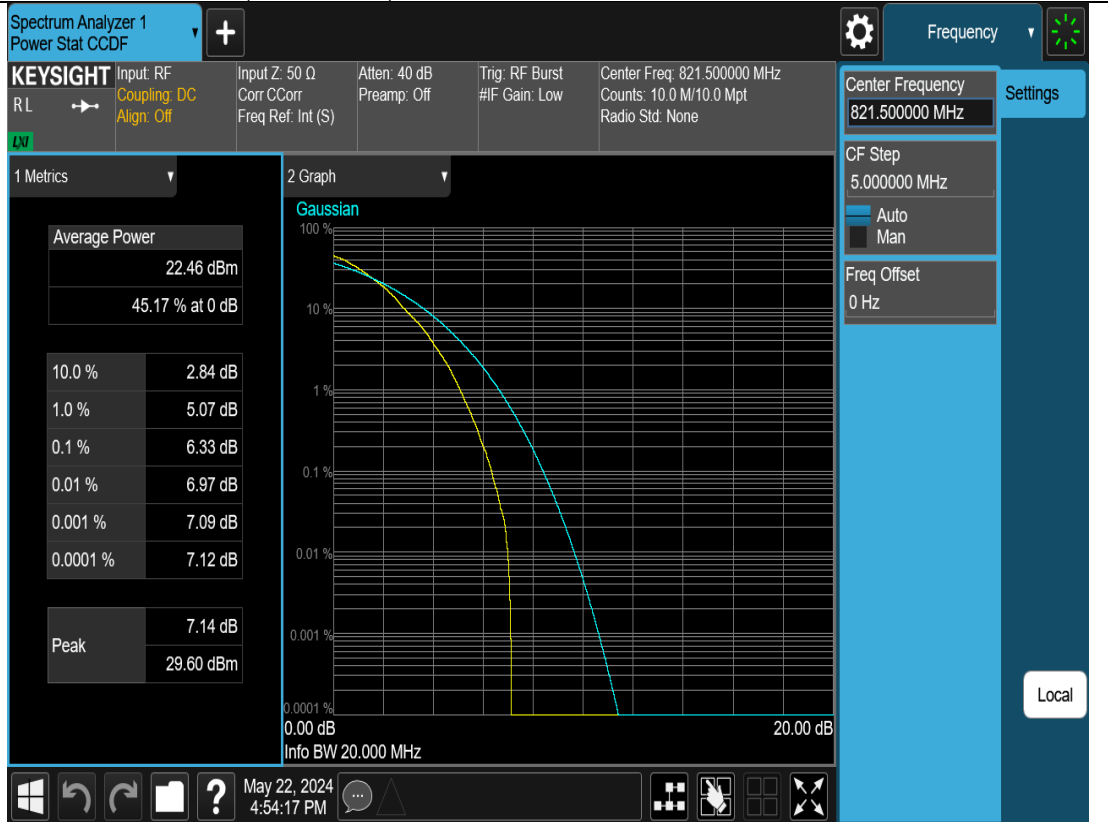 Spectrum Analyzer 1
Power Stat CCDF
+
Frequency
KEYSIGHT
RL
LXI
Input: RF
Coupling: DC
Align: Off
Input Z: 50 Ω
Corr CCorr
Freq Ref: Int (S)
Atten: 40 dB
Preamp: Off
Trig: RF Burst
#IF Gain: Low
Center Freq: 821.500000 MHz
Counts: 10.0 M/10.0 Mpt
Radio Std: None
Center Frequency
821.500000 MHz
Settings
CF Step
5.000000 MHz
Auto
Man
Freq Offset
0 Hz
1 Metrics
Average Power
22.46 dBm
45.17 % at 0 dB
10.0 % 2.84 dB
1.0 % 5.07 dB
0.1 % 6.33 dB
0.01 % 6.97 dB
0.001 % 7.09 dB
0.0001 % 7.12 dB
Peak
7.14 dB
29.60 dBm
2 Graph
Gaussian
100 %
10 %
1 %
0.1 %
0.01 %
0.001 %
0.0001 %
0.00 dB 20.00 dB
Info BW 20.000 MHz
Local
?
May 22, 2024
4:54:17 PM